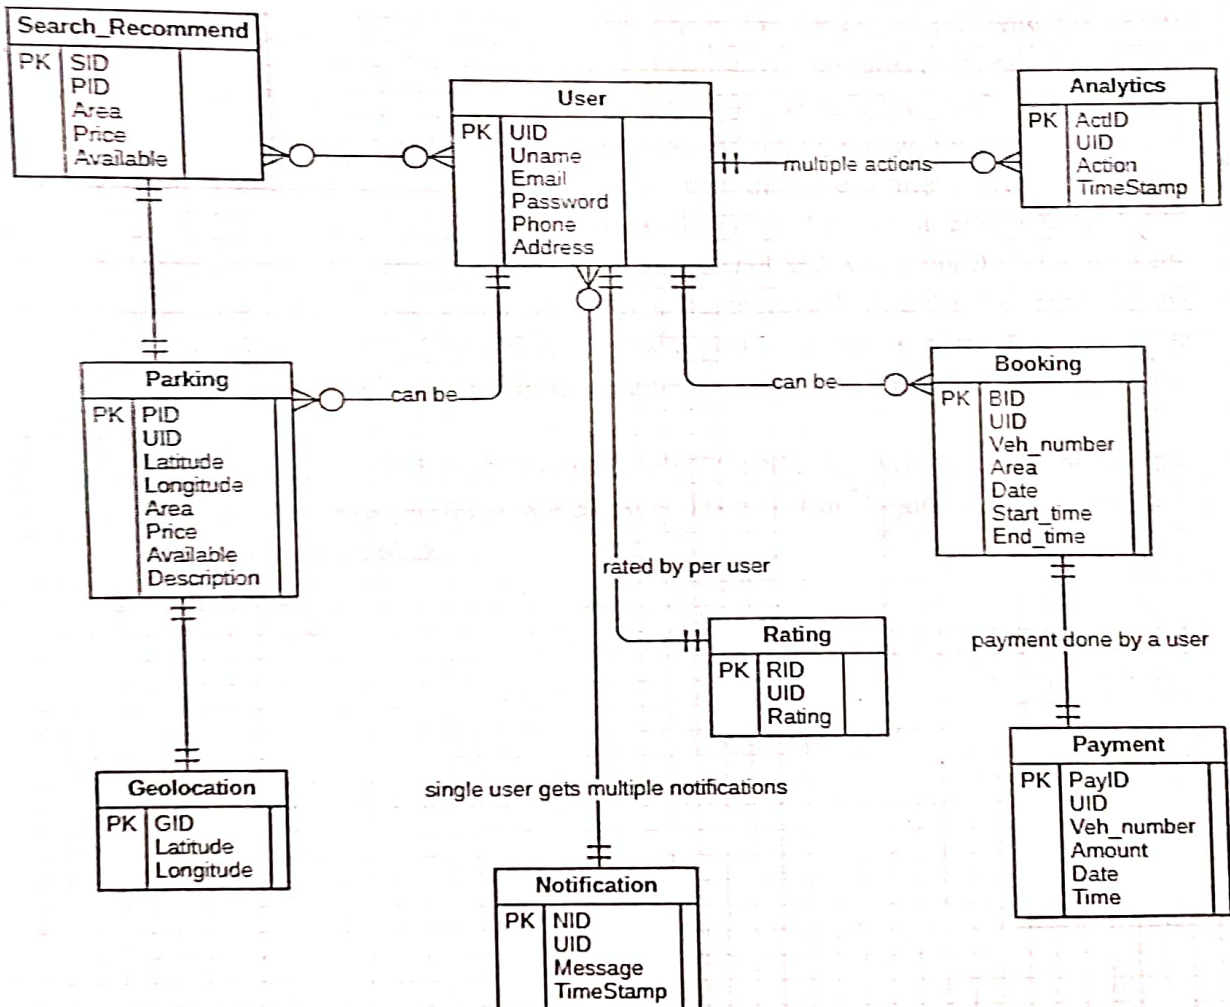 Search_Recommend
PK SID
PID
Area
Price
Available
User
PK UID
Uname
Email
Password
Phone
Address
Analytics
PK ActID
UID
Action
TimeStamp
multiple actions
Parking
PK PID
UID
Latitude
Longitude
Area
Price
Available
Description
can be
can be
Booking
PK BID
UID
Veh_number
Area
Date
Start_time
End_time
rated by per user
Rating
PK RID
UID
Rating
payment done by a user
Geolocation
PK GID
Latitude
Longitude
single user gets multiple notifications
Payment
PK PayID
UID
Veh_number
Amount
Date
Time
Notification
PK NID
UID
Message
TimeStamp